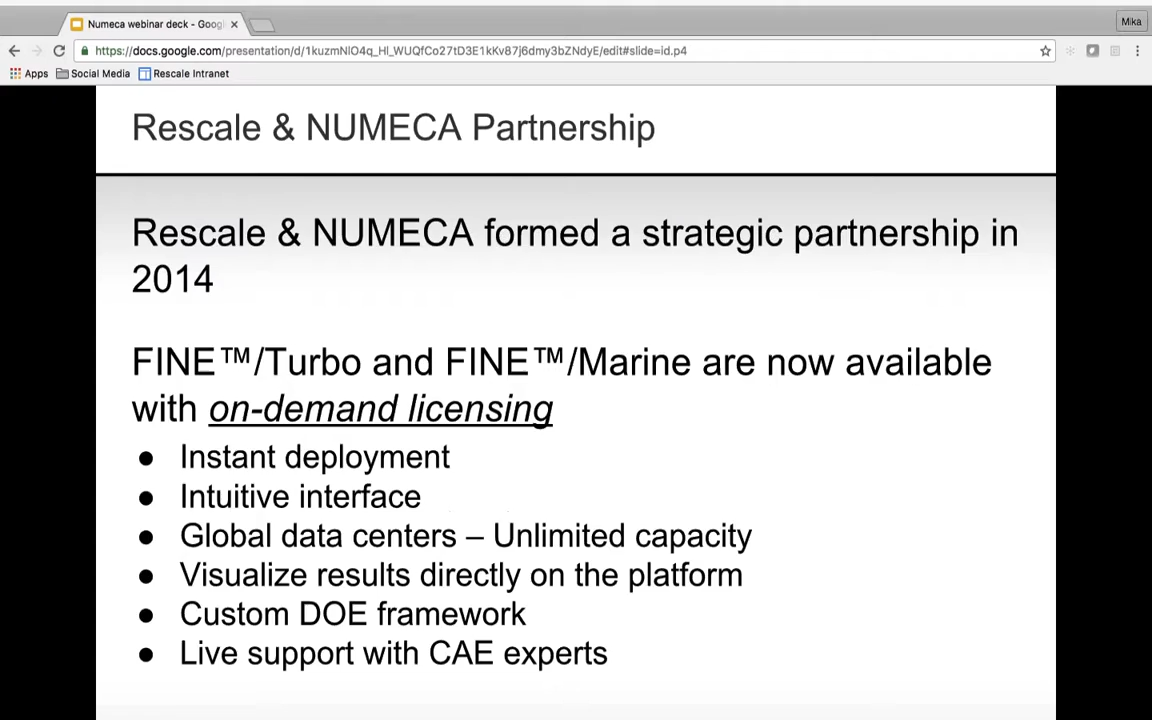 Numeca webinar deck - Goog
Mika
https://docs.google.com/presentation/d/1kuzmNIO4q_HI_WUQfCo27tD3E1kKv87j6dmy3bZNdyE/edit#slide=id.p4
Apps Social Media Rescale Intranet
Rescale & NUMECA Partnership
Rescale & NUMECA formed a strategic partnership in
2014
FINE™/Turbo and FINE™/Marine are now available
with on-demand licensing
● Instant deployment
● Intuitive interface
● Global data centers – Unlimited capacity
● Visualize results directly on the platform
● Custom DOE framework
● Live support with CAE experts